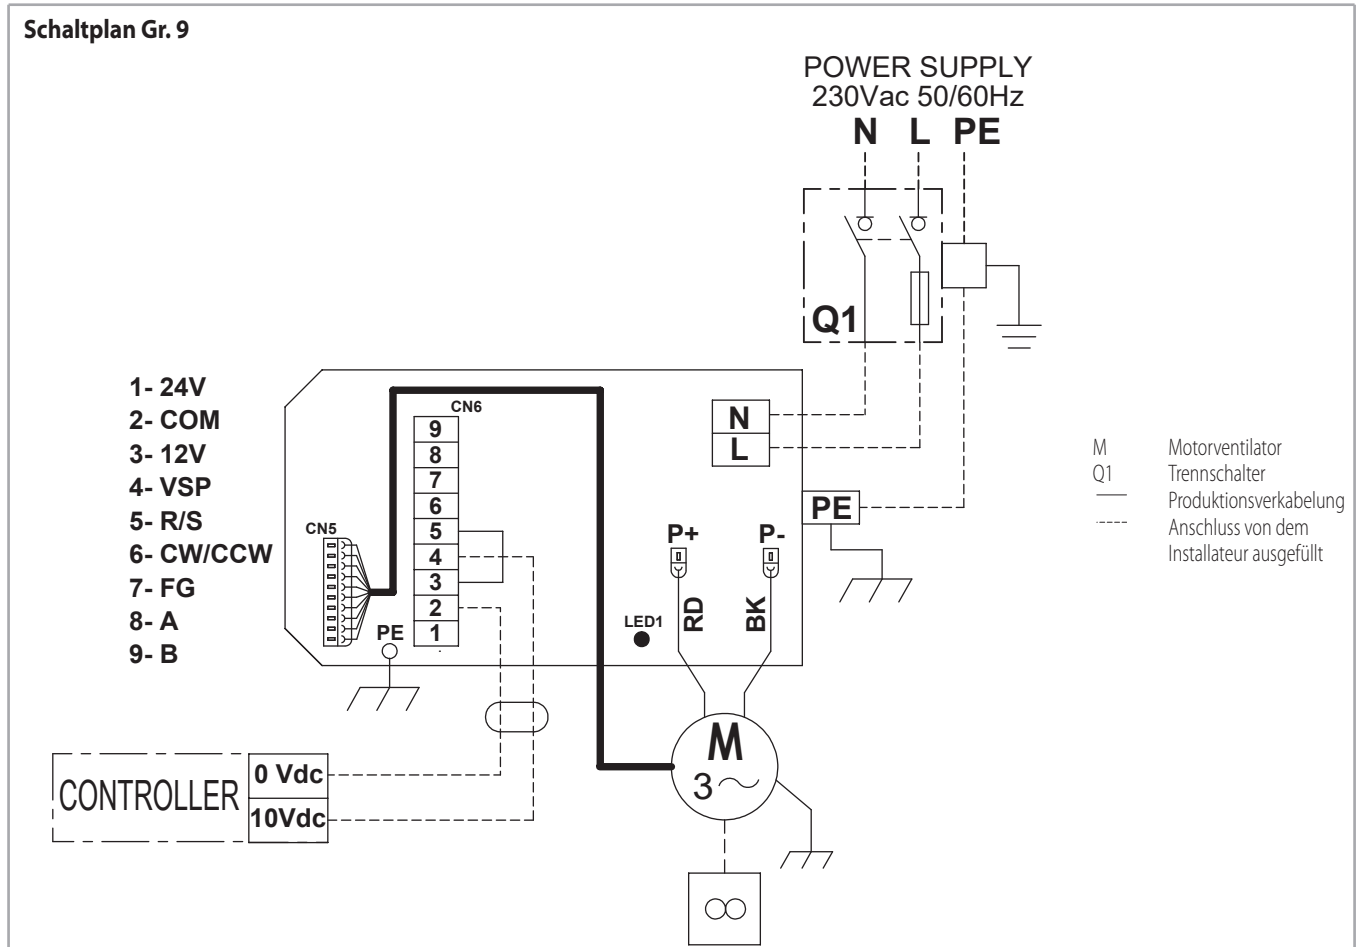 Schaltplan Gr. 9
POWER SUPPLY
230Vac 50/60Hz
N L PE
Q1
1- 24V
2- COM
3- 12V
4- VSP
5- R/S
6- CW/CCW
7- FG
8- A
9- B
CN6
9
8
7
6
5
4
3
2
1
CN5
PE
N
L
PE
P+
P-
RD
BK
LED1
M
3~
CONTROLLER
0 Vdc
10Vdc
M Motorventilator
Q1 Trennschalter
Produktionsverkabelung
Anschluss von dem
Installateur ausgefüllt